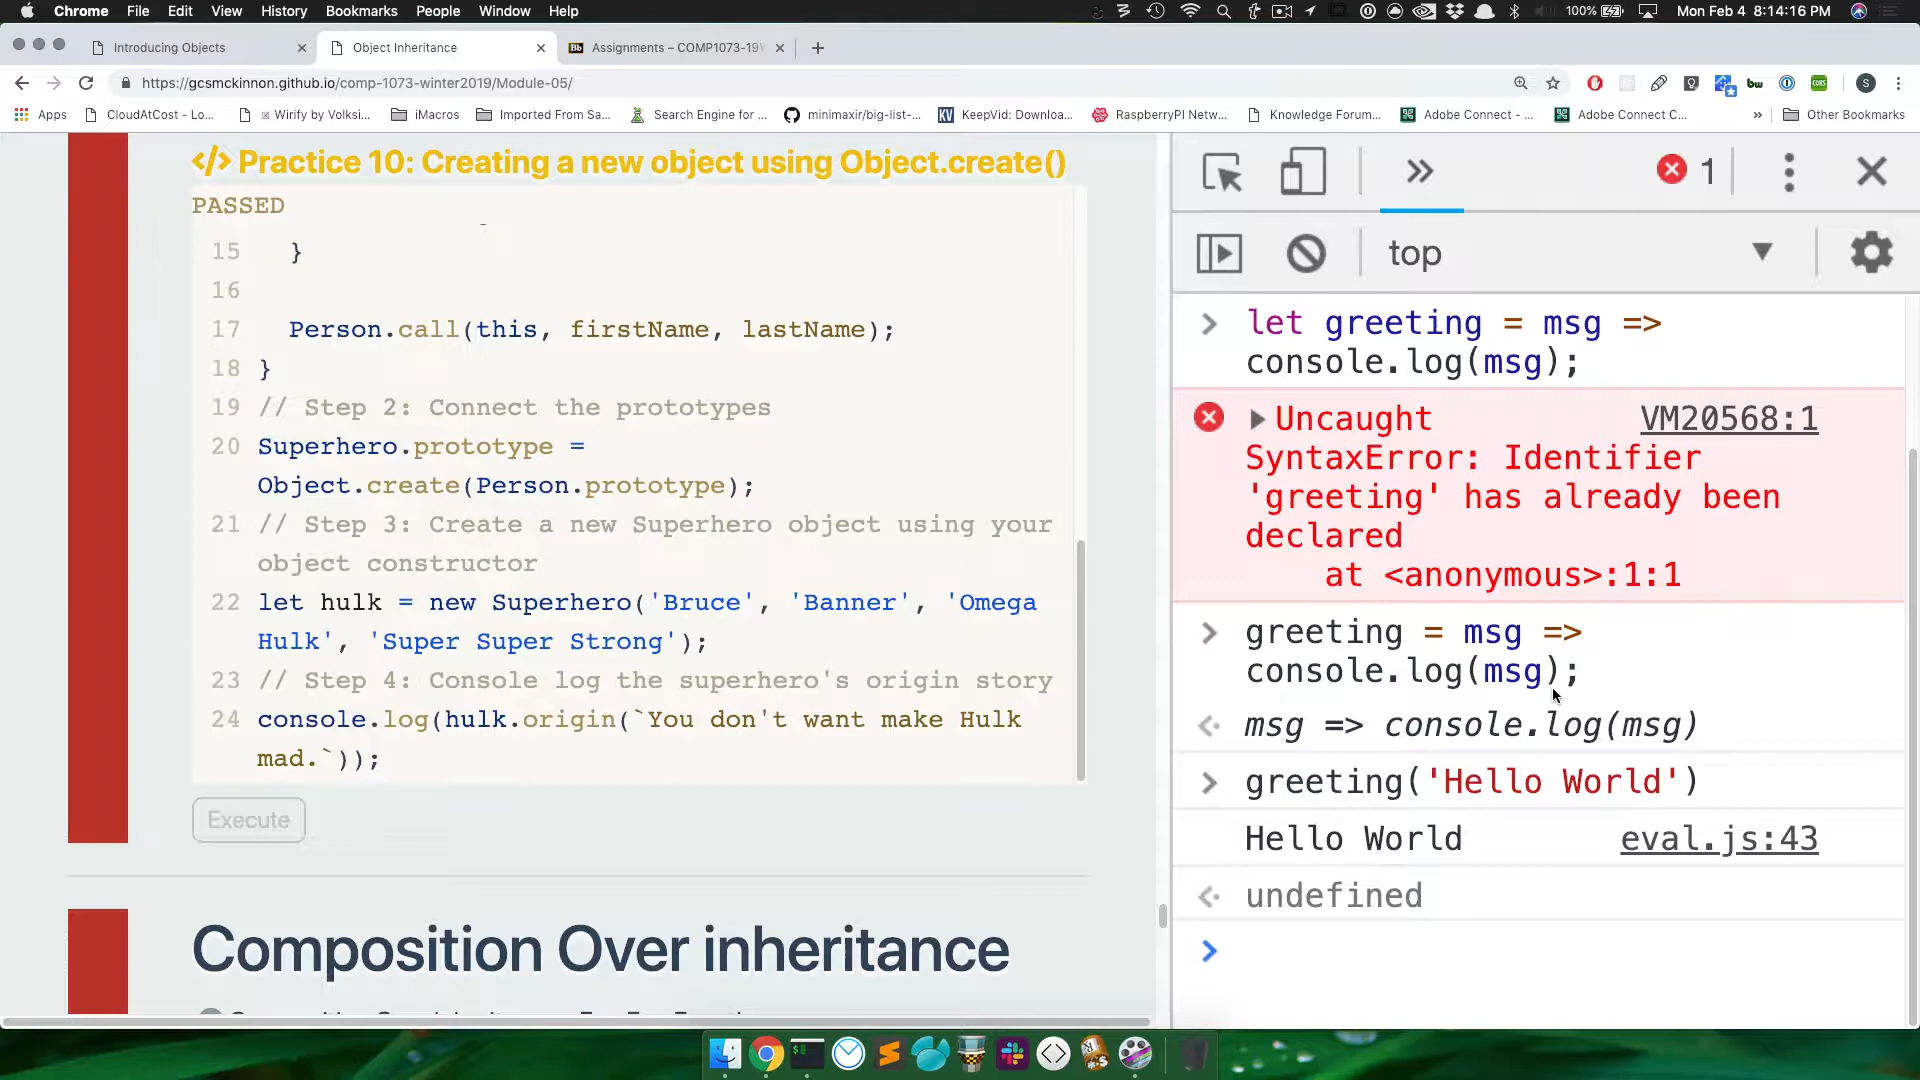 Chrome File Edit View History Bookmarks People Window Help 100% Mon Feb 4 8:14:16 PM
Introducing Objects Object Inheritance Bb Assignments – COMP1073-19
https://gcsmckinnon.github.io/comp-1073-winter2019/Module-05/
Apps CloudAtCost - Lo... Wirify by Volksi... iMacros Imported From Sa... Search Engine for ... minimaxir/big-list-... KV KeepVid: Downloa... RaspberryPI Netw... Knowledge Forum... Adobe Connect - ... Adobe Connect C... » Other Bookmarks
</> Practice 10: Creating a new object using Object.create()
PASSED
15 }
16
17 Person.call(this, firstName, lastName);
18 }
19 // Step 2: Connect the prototypes
20 Superhero.prototype =
Object.create(Person.prototype);
21 // Step 3: Create a new Superhero object using your
object constructor
22 let hulk = new Superhero('Bruce', 'Banner', 'Omega
Hulk', 'Super Super Strong');
23 // Step 4: Console log the superhero's origin story
24 console.log(hulk.origin(`You don't want make Hulk
mad.`));
Execute
Composition Over inheritance
1
top
> let greeting = msg =>
console.log(msg);
Uncaught VM20568:1
SyntaxError: Identifier
'greeting' has already been
declared
at <anonymous>:1:1
> greeting = msg =>
console.log(msg);
msg => console.log(msg)
> greeting('Hello World')
Hello World eval.js:43
undefined
>